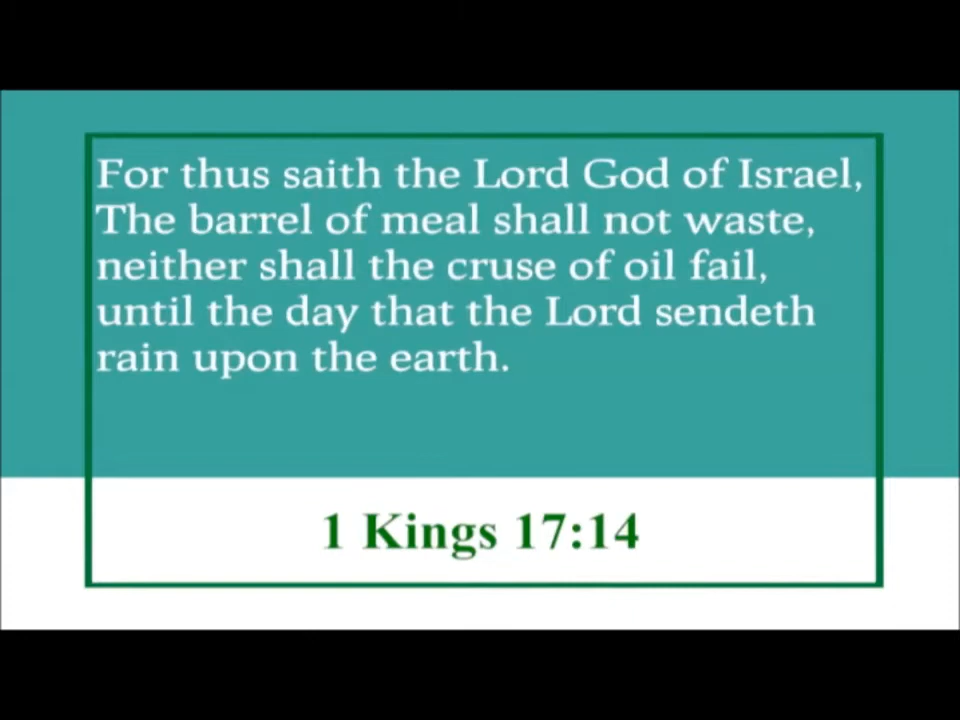 For thus saith the Lord God of Israel,
The barrel of meal shall not waste,
neither shall the cruse of oil fail,
until the day that the Lord sendeth
rain upon the earth.
1 Kings 17:14